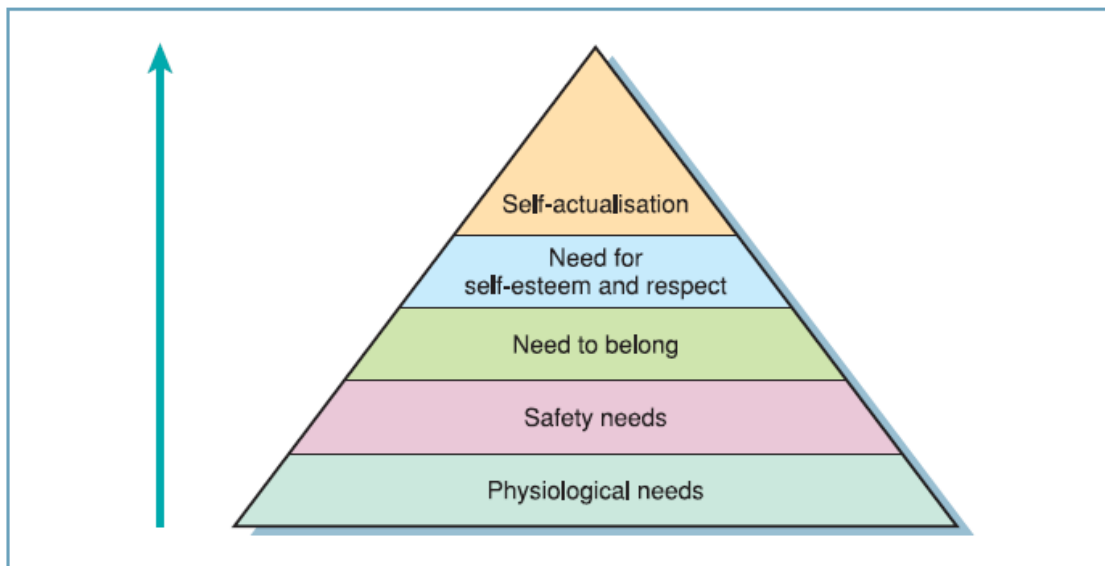 Self-actualisation
Need for
self-esteem and respect
Need to belong
Safety needs
Physiological needs